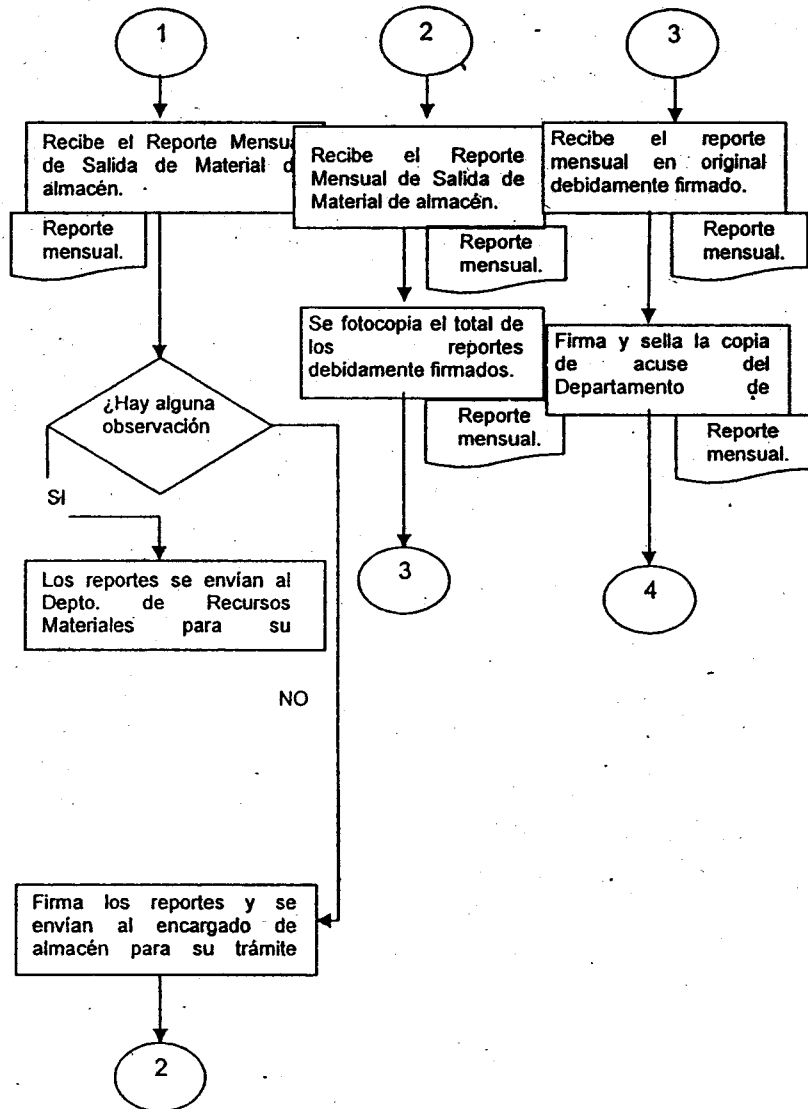 1
Recibe el Reporte Mensual
de Salida de Material d
almacén.
Reporte
mensual.
¿Hay alguna
observación
SI
Los reportes se envían al
Depto. de Recursos
Materiales para su
NO
Firma los reportes y se
envían al encargado de
almacén para su trámite
2
2
Recibe el Reporte
Mensual de Salida de
Material de almacén.
Reporte
mensual.
Se fotocopia el total de
los reportes
debidamente firmados.
Reporte
mensual.
3
3
Recibe el reporte
mensual en original
debidamente firmado.
Reporte
mensual.
Firma y sella la copia
de acuse del
Departamento de
Reporte
mensual.
4